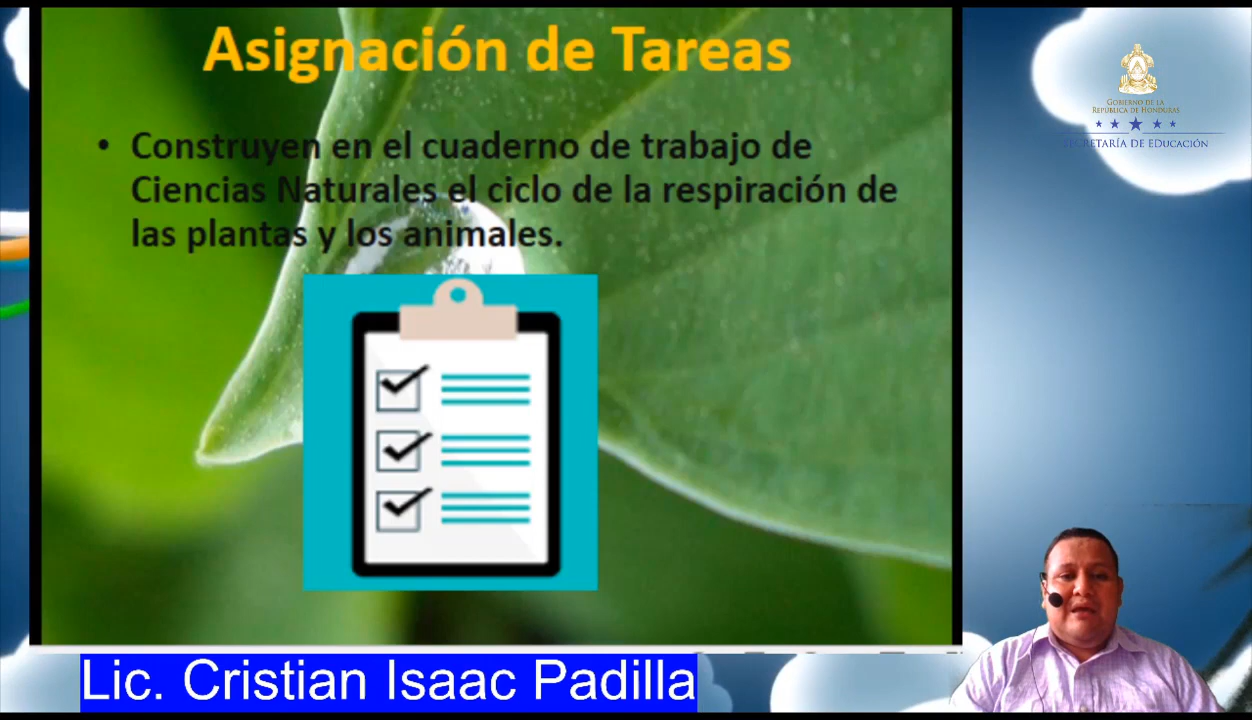 Asignación de Tareas
• Construyen en el cuaderno de trabajo de
Ciencias Naturales el ciclo de la respiración de
las plantas y los animales.
GOBIERNO DE LA
REPÚBLICA DE HONDURAS
SECRETARÍA DE EDUCACIÓN
Lic. Cristian Isaac Padilla